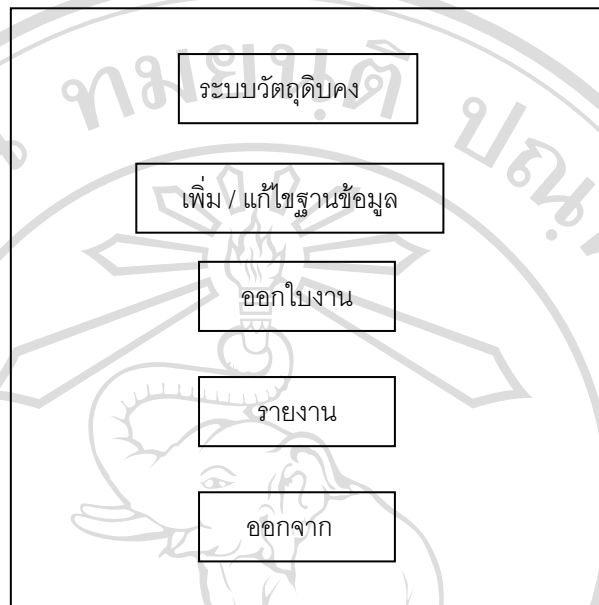 ระบบวัตถุดิบคง
เพิ่ม / แก้ไขฐานข้อมูล
ออกใบงาน
รายงาน
ออกจาก